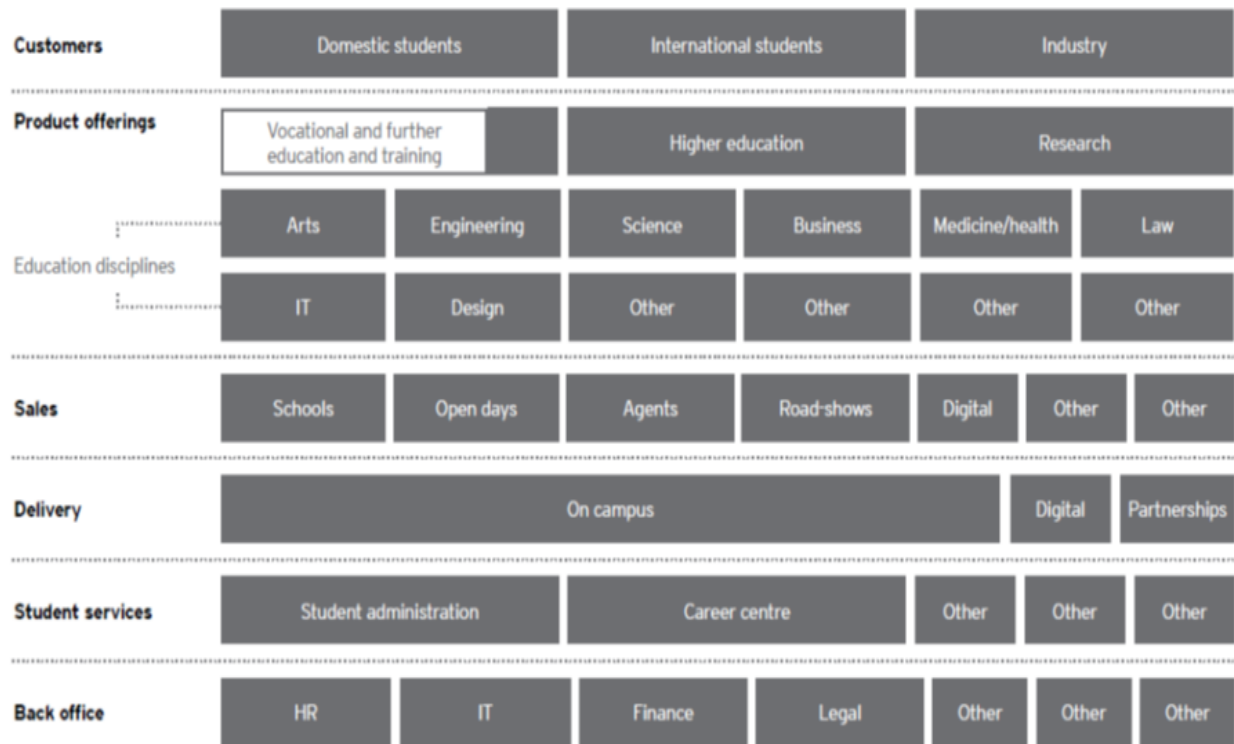 Customers
Domestic students
International students
Industry
Product offerings
Vocational and further
education and training
Higher education
Research
Arts
Engineering
Science
Business
Medicine/health
Law
Education disciplines
IT
Design
Other
Other
Other
Other
Sales
Schools
Open days
Agents
Road-shows
Digital
Other
Other
Delivery
On campus
Digital
Partnerships
Student services
Student administration
Career centre
Other
Other
Other
Back office
HR
IT
Finance
Legal
Other
Other
Other